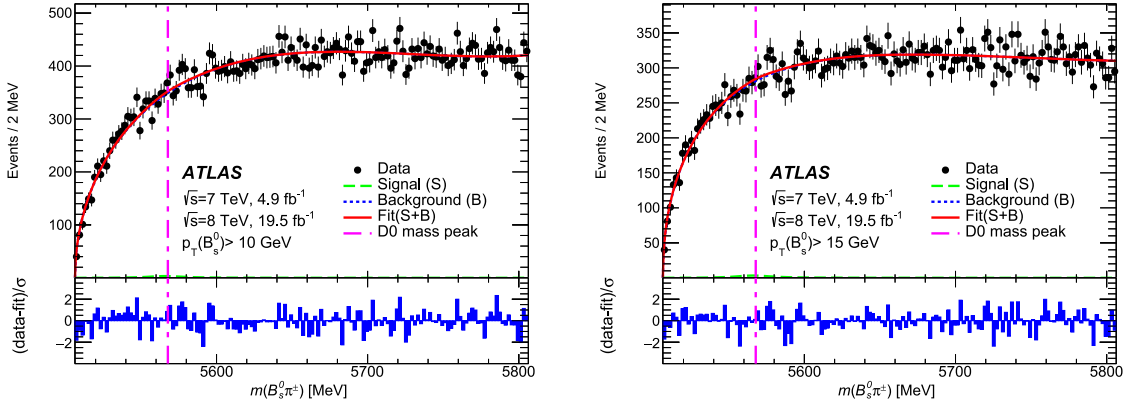 Events / 2 MeV
500
400
300
200
100
ATLAS
√s=7 TeV, 4.9 fb⁻¹
√s=8 TeV, 19.5 fb⁻¹
p_T(B_s^0)> 10 GeV
Data
Signal (S)
Background (B)
Fit(S+B)
D0 mass peak
(data-fit)/σ
2
0
−2
5600
5700
5800
m(B_s^0π^±) [MeV]
Events / 2 MeV
350
300
250
200
150
100
50
ATLAS
√s=7 TeV, 4.9 fb⁻¹
√s=8 TeV, 19.5 fb⁻¹
p_T(B_s^0)> 15 GeV
Data
Signal (S)
Background (B)
Fit(S+B)
D0 mass peak
(data-fit)/σ
2
0
−2
5600
5700
5800
m(B_s^0π^±) [MeV]